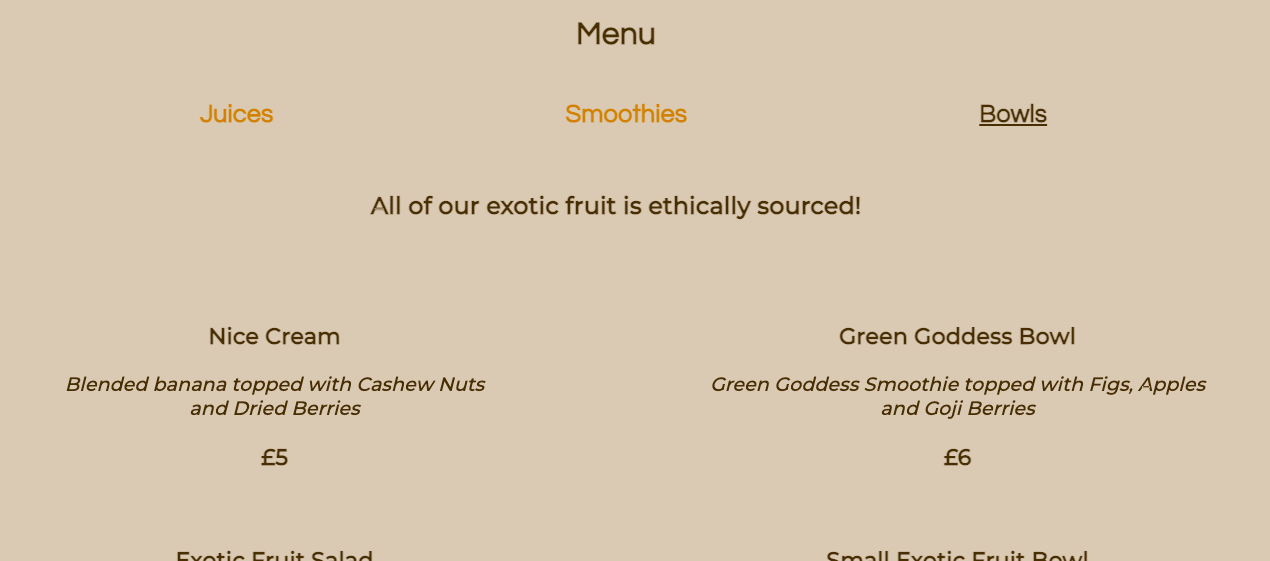 Menu
Juices
Smoothies
Bowls
All of our exotic fruit is ethically sourced!
Nice Cream
Blended banana topped with Cashew Nuts
and Dried Berries
£5
Green Goddess Bowl
Green Goddess Smoothie topped with Figs, Apples
and Goji Berries
£6
Exotic Fruit Salad
Small Exotic Fruit Bowl